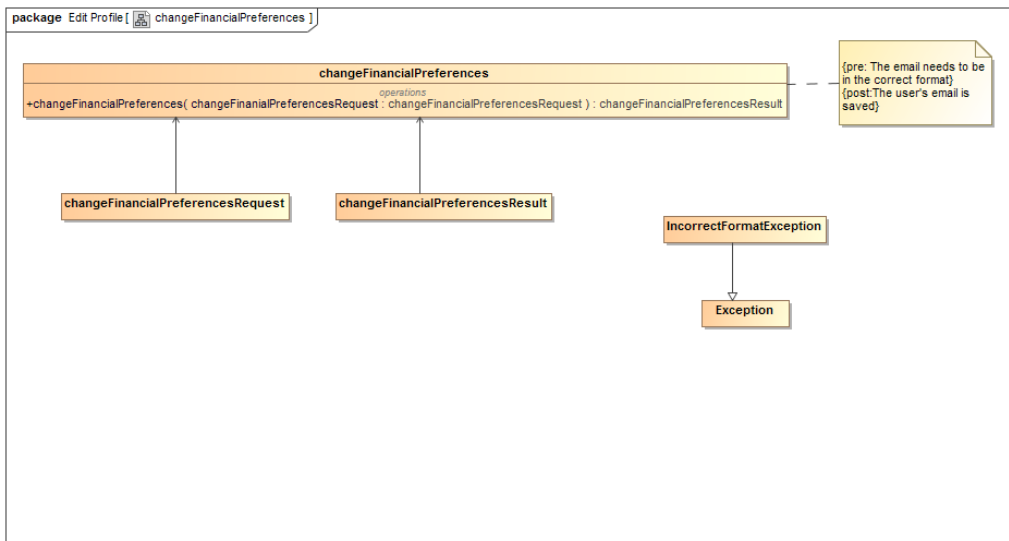 package Edit Profile [ changeFinancialPreferences ]
changeFinancialPreferences
operations
+changeFinancialPreferences( changeFinanialPreferencesRequest : changeFinancialPreferencesRequest ) : changeFinancialPreferencesResult
{pre: The email needs to be
in the correct format}
{post:The user's email is
saved}
changeFinancialPreferencesRequest
changeFinancialPreferencesResult
IncorrectFormatException
Exception